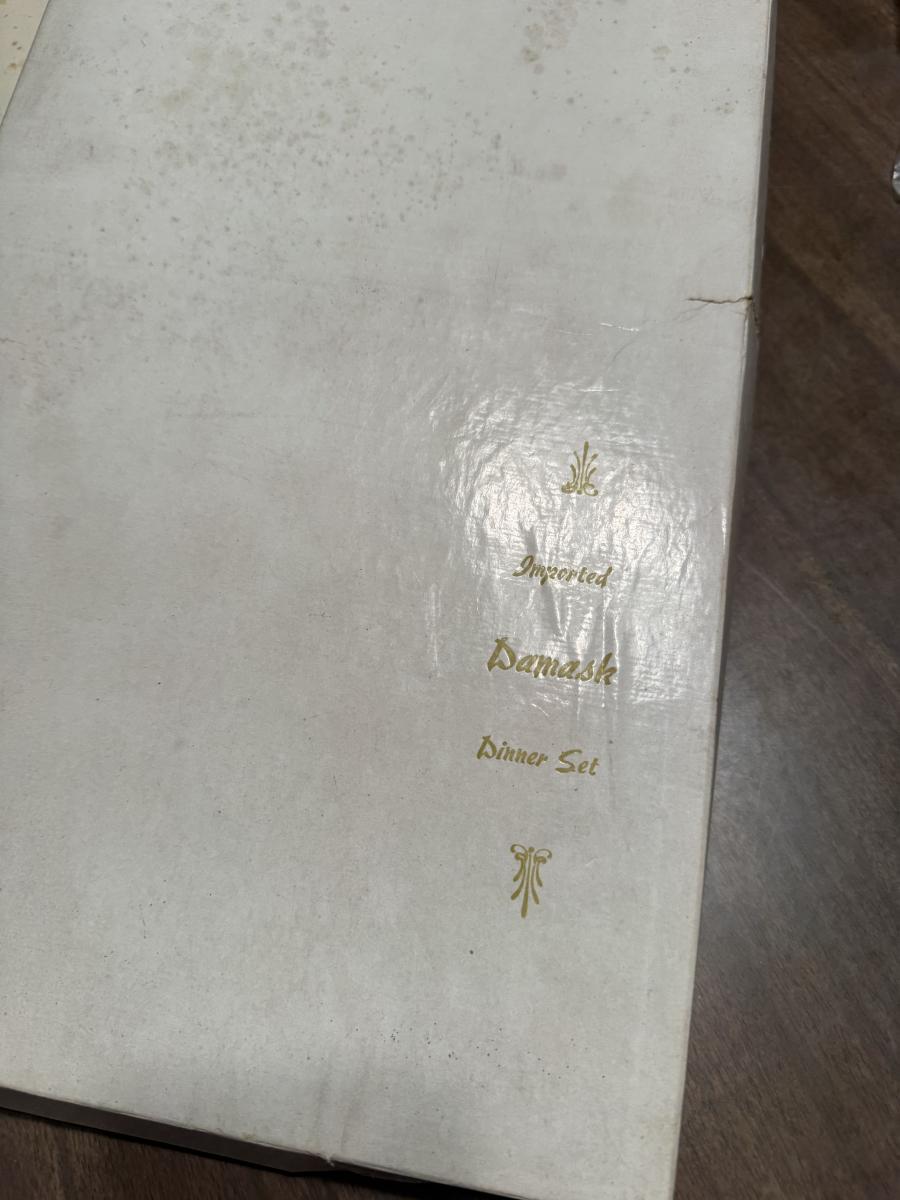 Imported
Damask
Dinner Set